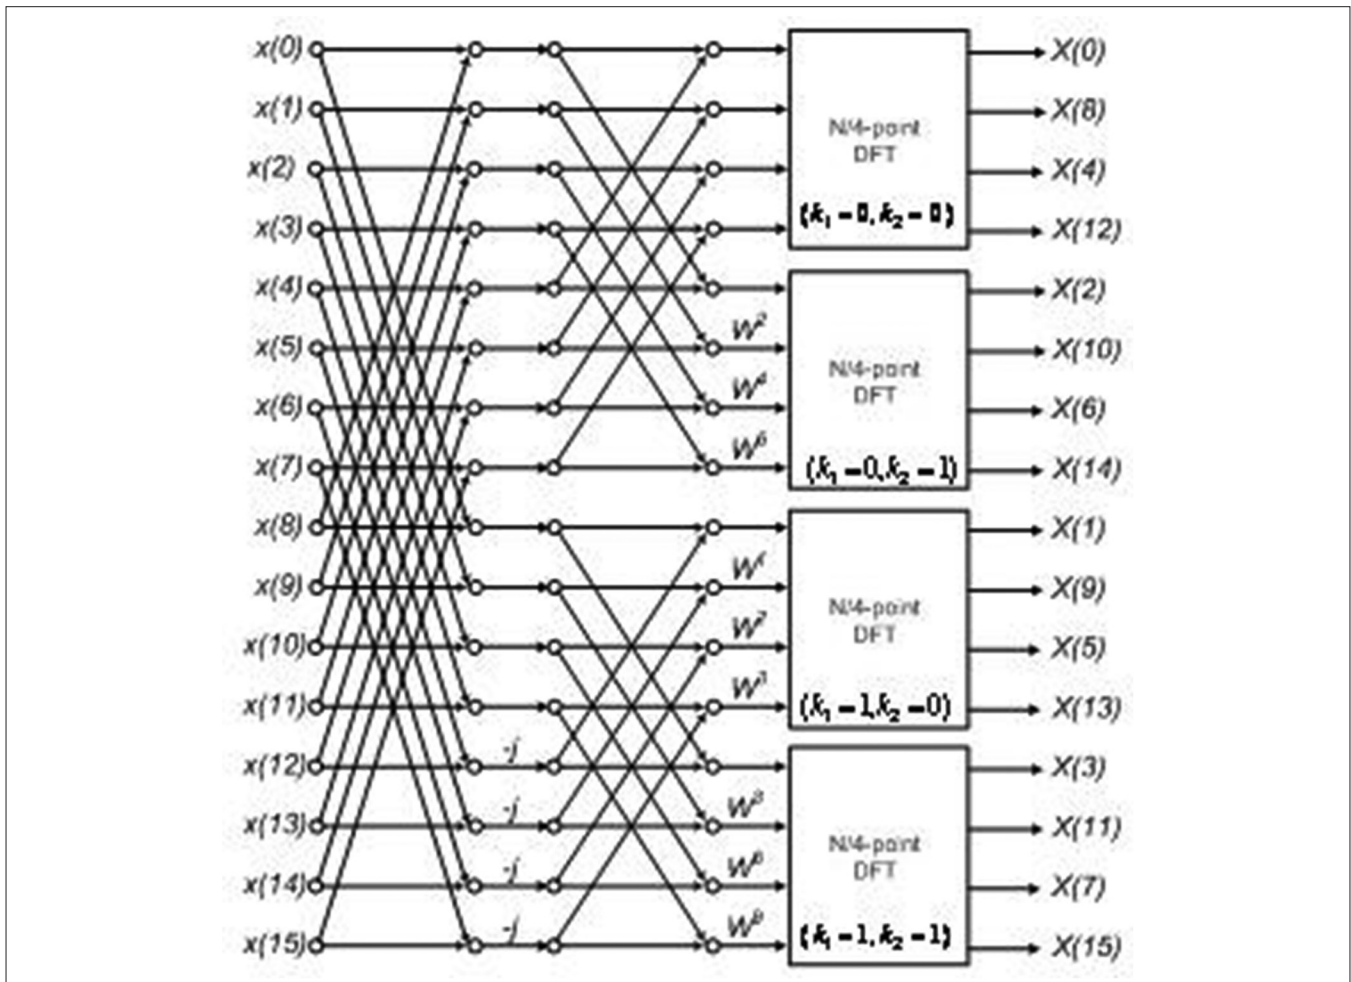 x(0) X(0)
x(1) X(8)
N/4-point
DFT
x(2) X(4)
(k₁=0,k₂=0)
x(3) X(12)
x(4) X(2)
x(5) W² X(10)
N/4-point
DFT
x(6) W⁴ X(6)
x(7) W⁶ X(14)
(k₁=0,k₂=1)
x(8) X(1)
x(9) X(9)
N/4-point
DFT
x(10) X(5)
x(11) W³ X(13)
(k₁=1,k₂=0)
x(12) -j X(3)
x(13) -j X(11)
N/4-point
DFT
x(14) -j W⁶ X(7)
x(15) -j W⁹ X(15)
(k₁=1,k₂=1)